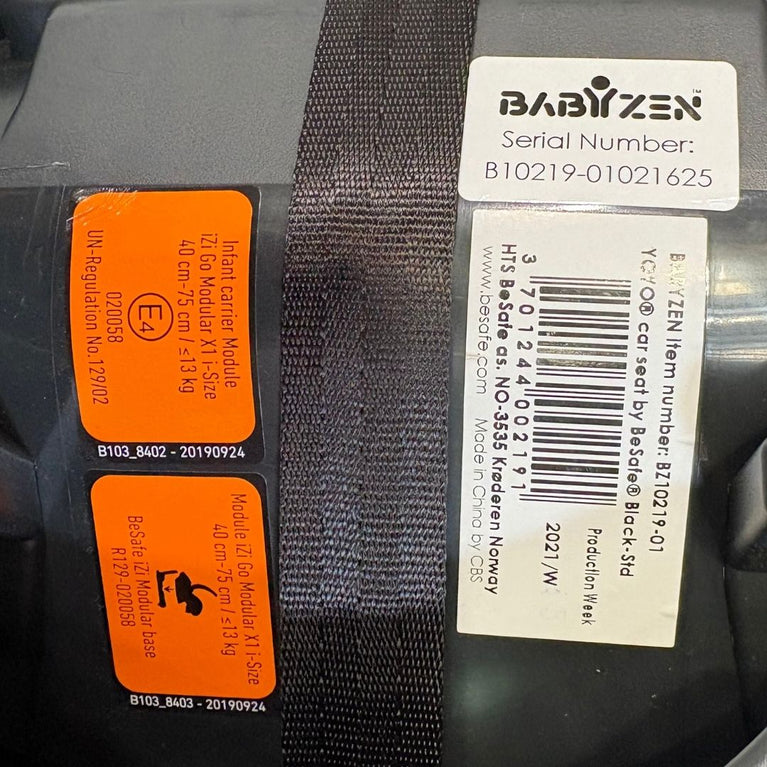 BABYZEN™
Serial Number:
B10219-01021625
BABYZEN Item number: BZ10219-01
YOYO® car seat by BeSafe® Black-Std
3 701244 002191
Production Week
2021/W
HTS BeSafe as. NO-3535 Krøderen Norway
www.besafe.com Made in China by CBS
Infant carrier Module
iZi Go Modular X1 i-Size
40 cm-75 cm / ≤13 kg
E4
020058
UN-Regulation No.129/02
B103_8402 - 20190924
Module iZi Go Modular X1 i-Size
40 cm-75 cm / ≤13 kg
BeSafe iZi Modular base
R129-020058
B103_8403 - 20190924